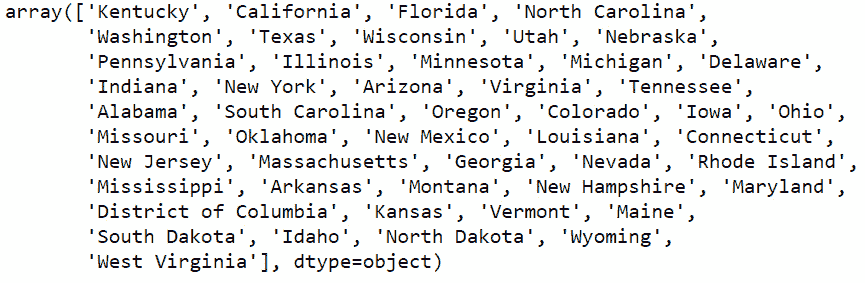 array(['Kentucky', 'California', 'Florida', 'North Carolina',
'Washington', 'Texas', 'Wisconsin', 'Utah', 'Nebraska',
'Pennsylvania', 'Illinois', 'Minnesota', 'Michigan', 'Delaware',
'Indiana', 'New York', 'Arizona', 'Virginia', 'Tennessee',
'Alabama', 'South Carolina', 'Oregon', 'Colorado', 'Iowa', 'Ohio',
'Missouri', 'Oklahoma', 'New Mexico', 'Louisiana', 'Connecticut',
'New Jersey', 'Massachusetts', 'Georgia', 'Nevada', 'Rhode Island',
'Mississippi', 'Arkansas', 'Montana', 'New Hampshire', 'Maryland',
'District of Columbia', 'Kansas', 'Vermont', 'Maine',
'South Dakota', 'Idaho', 'North Dakota', 'Wyoming',
'West Virginia'], dtype=object)